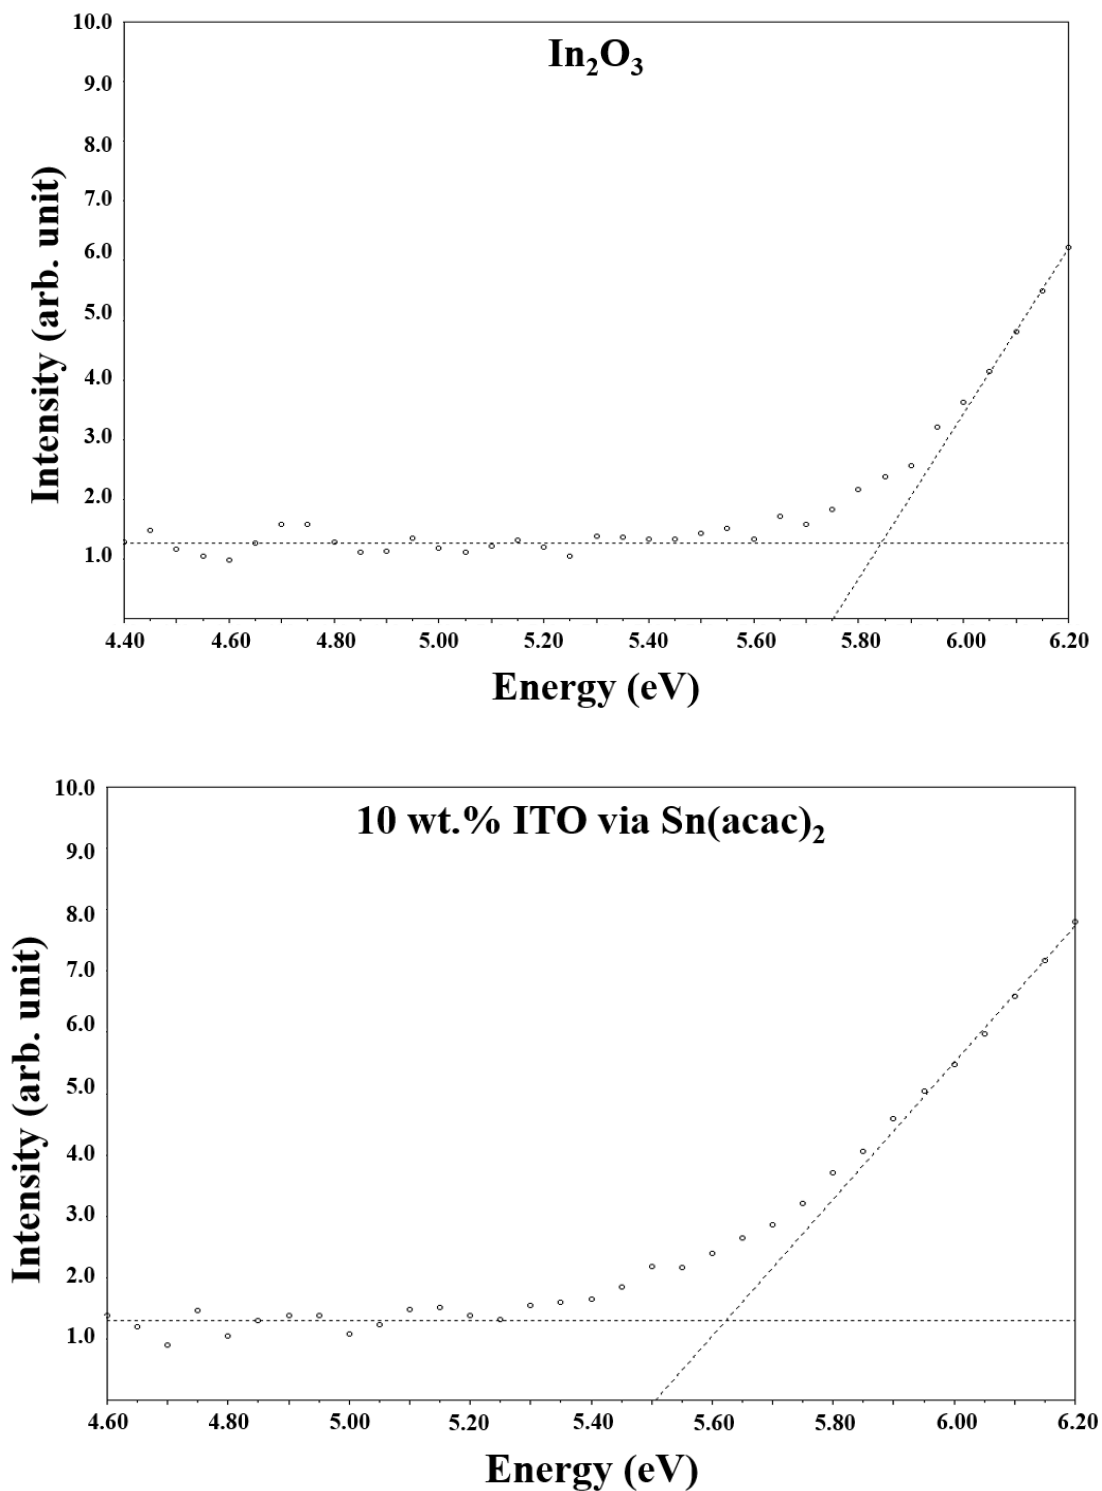 10.0
In₂O₃
9.0
8.0
7.0
6.0
5.0
4.0
3.0
2.0
1.0
Intensity (arb. unit)
4.40 4.60 4.80 5.00 5.20 5.40 5.60 5.80 6.00 6.20
Energy (eV)
10.0
10 wt.% ITO via Sn(acac)₂
9.0
8.0
7.0
6.0
5.0
4.0
3.0
2.0
1.0
Intensity (arb. unit)
4.60 4.80 5.00 5.20 5.40 5.60 5.80 6.00 6.20
Energy (eV)